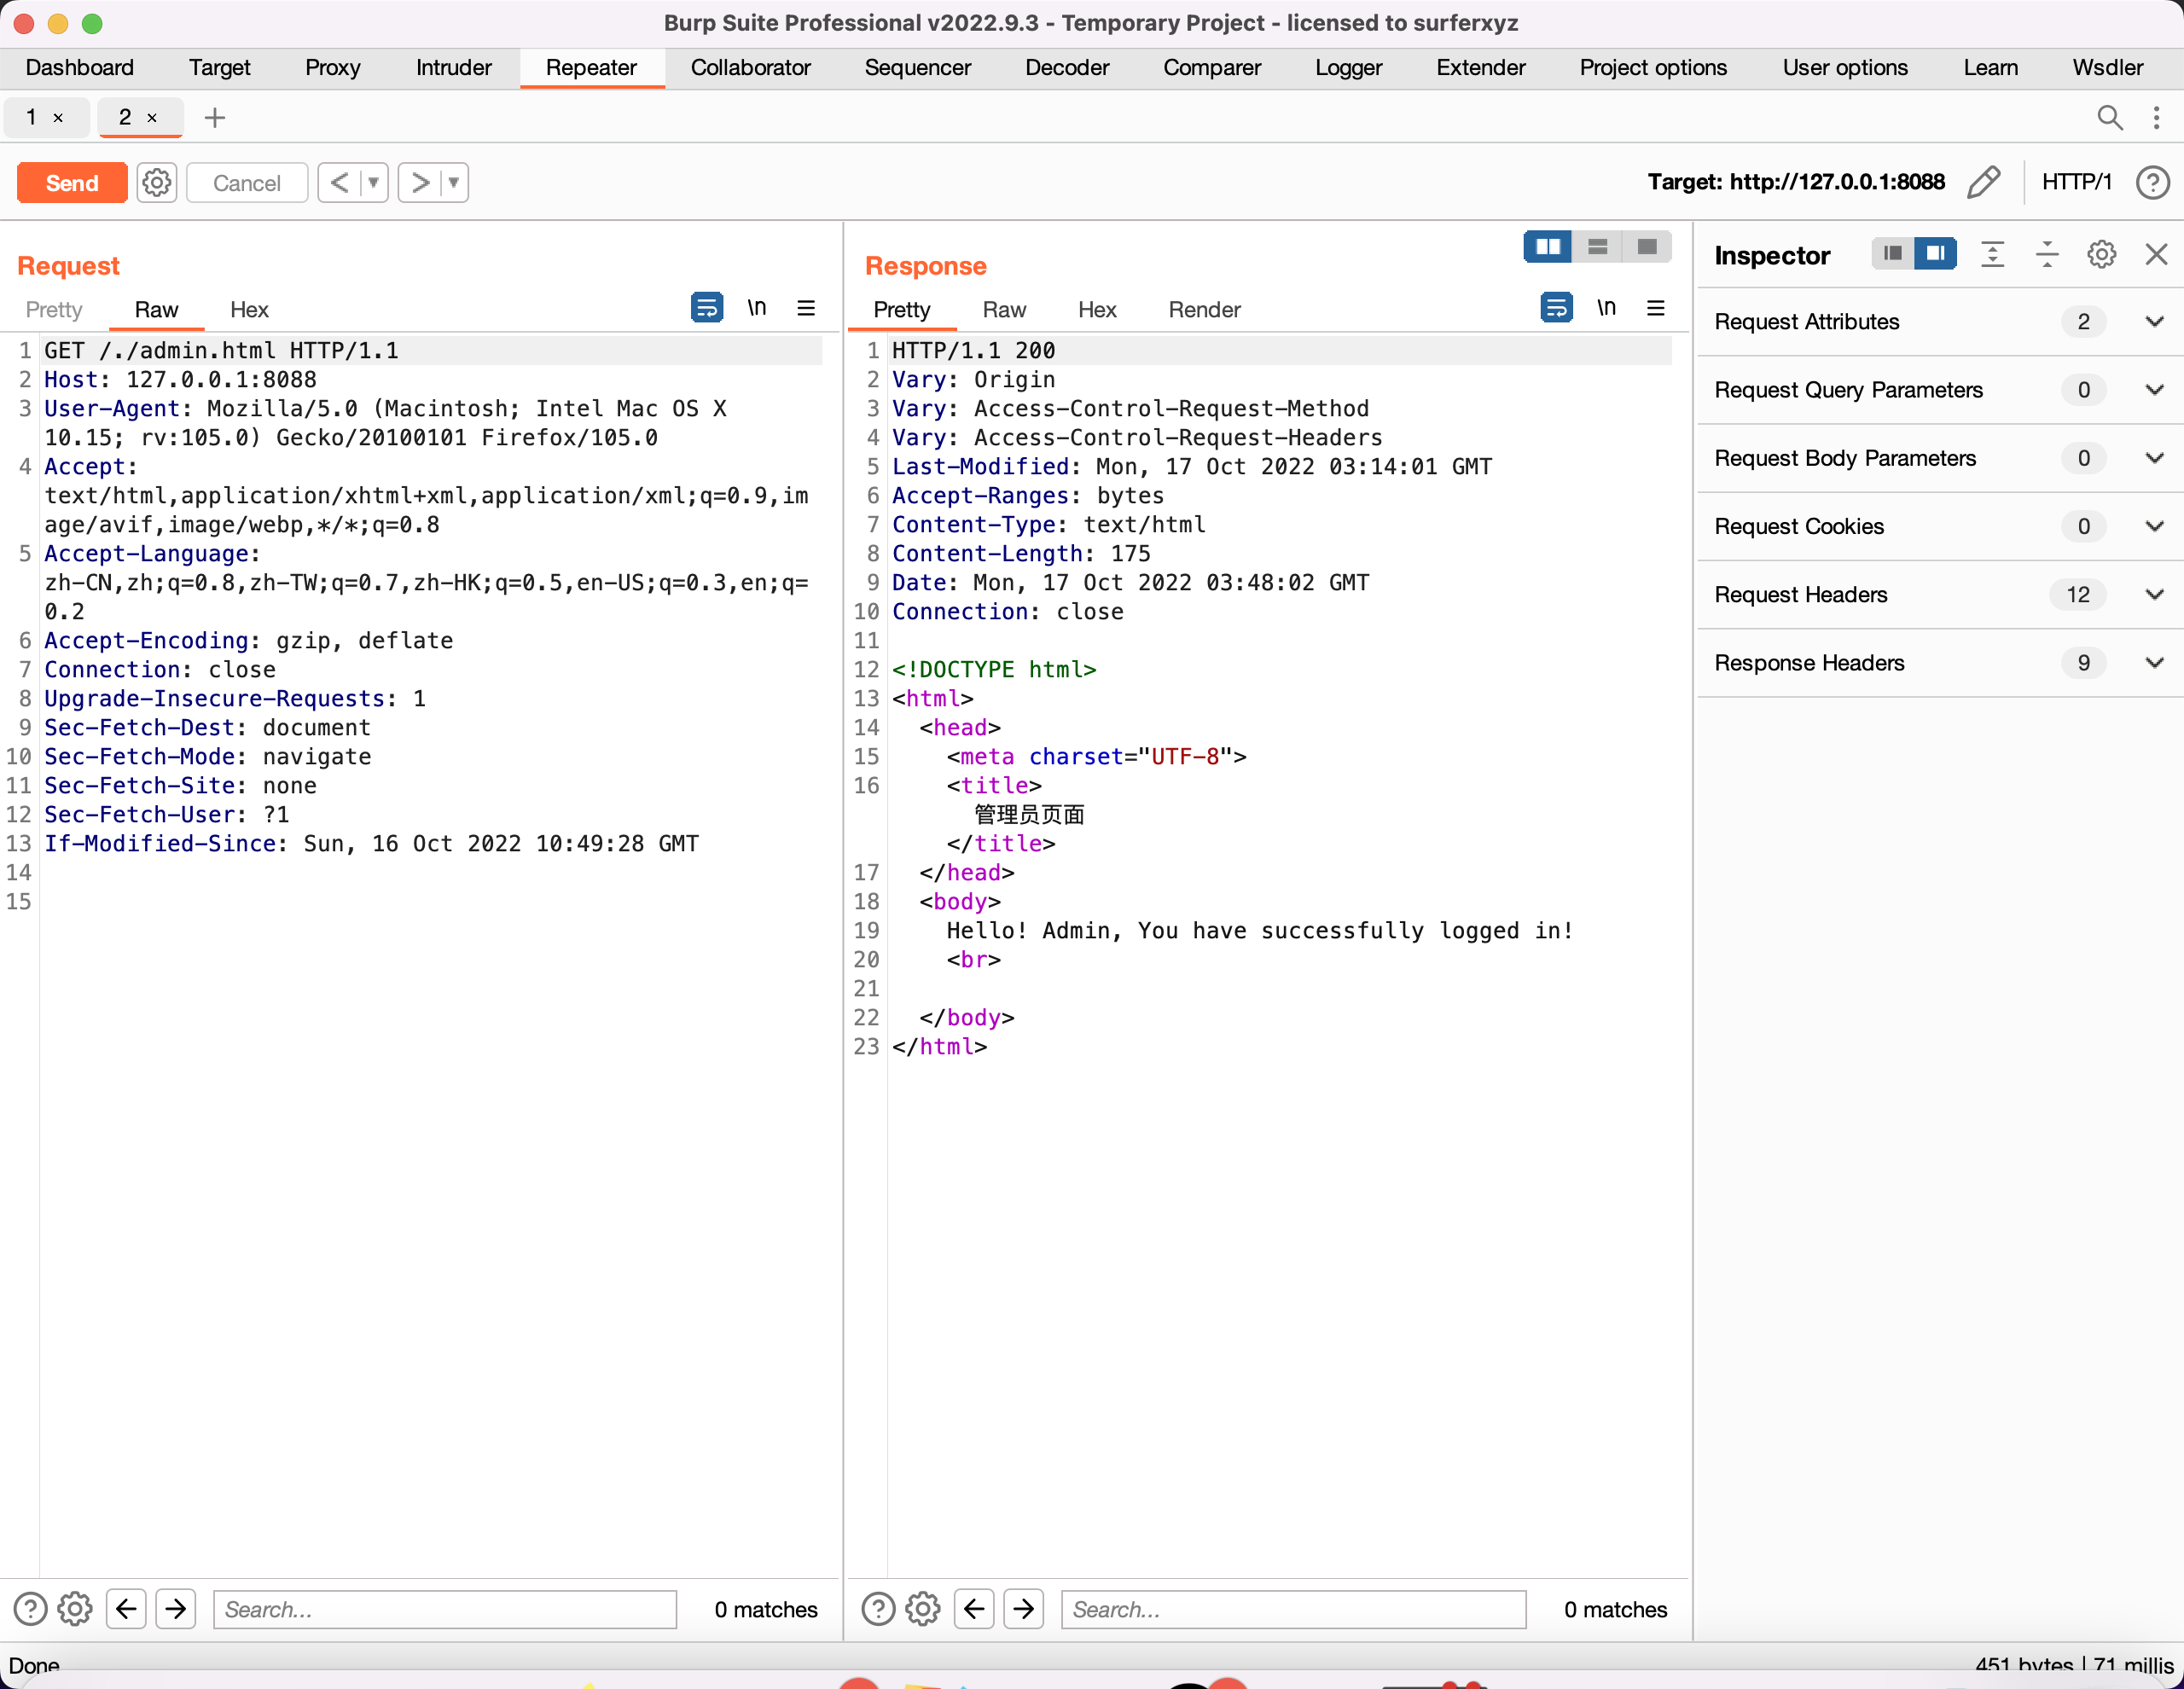 Burp Suite Professional v2022.9.3 - Temporary Project - licensed to surferxyz
Dashboard Target Proxy Intruder Repeater Collaborator Sequencer Decoder Comparer Logger Extender Project options User options Learn Wsdler
1 × 2 × +
Send Cancel < > Target: http://127.0.0.1:8088 HTTP/1 ?
Request
Pretty Raw Hex \n
1 GET /./admin.html HTTP/1.1
2 Host: 127.0.0.1:8088
3 User-Agent: Mozilla/5.0 (Macintosh; Intel Mac OS X
10.15; rv:105.0) Gecko/20100101 Firefox/105.0
4 Accept:
text/html,application/xhtml+xml,application/xml;q=0.9,im
age/avif,image/webp,*/*;q=0.8
5 Accept-Language:
zh-CN,zh;q=0.8,zh-TW;q=0.7,zh-HK;q=0.5,en-US;q=0.3,en;q=
0.2
6 Accept-Encoding: gzip, deflate
7 Connection: close
8 Upgrade-Insecure-Requests: 1
9 Sec-Fetch-Dest: document
10 Sec-Fetch-Mode: navigate
11 Sec-Fetch-Site: none
12 Sec-Fetch-User: ?1
13 If-Modified-Since: Sun, 16 Oct 2022 10:49:28 GMT
14
15
? Search... 0 matches
Response
Pretty Raw Hex Render \n
1 HTTP/1.1 200
2 Vary: Origin
3 Vary: Access-Control-Request-Method
4 Vary: Access-Control-Request-Headers
5 Last-Modified: Mon, 17 Oct 2022 03:14:01 GMT
6 Accept-Ranges: bytes
7 Content-Type: text/html
8 Content-Length: 175
9 Date: Mon, 17 Oct 2022 03:48:02 GMT
10 Connection: close
11
12 <!DOCTYPE html>
13 <html>
14 <head>
15 <meta charset="UTF-8">
16 <title>
管理员页面
</title>
17 </head>
18 <body>
19 Hello! Admin, You have successfully logged in!
20 <br>
21
22 </body>
23 </html>
? Search... 0 matches
Inspector
Request Attributes 2
Request Query Parameters 0
Request Body Parameters 0
Request Cookies 0
Request Headers 12
Response Headers 9
Done 451 bytes | 71 millis